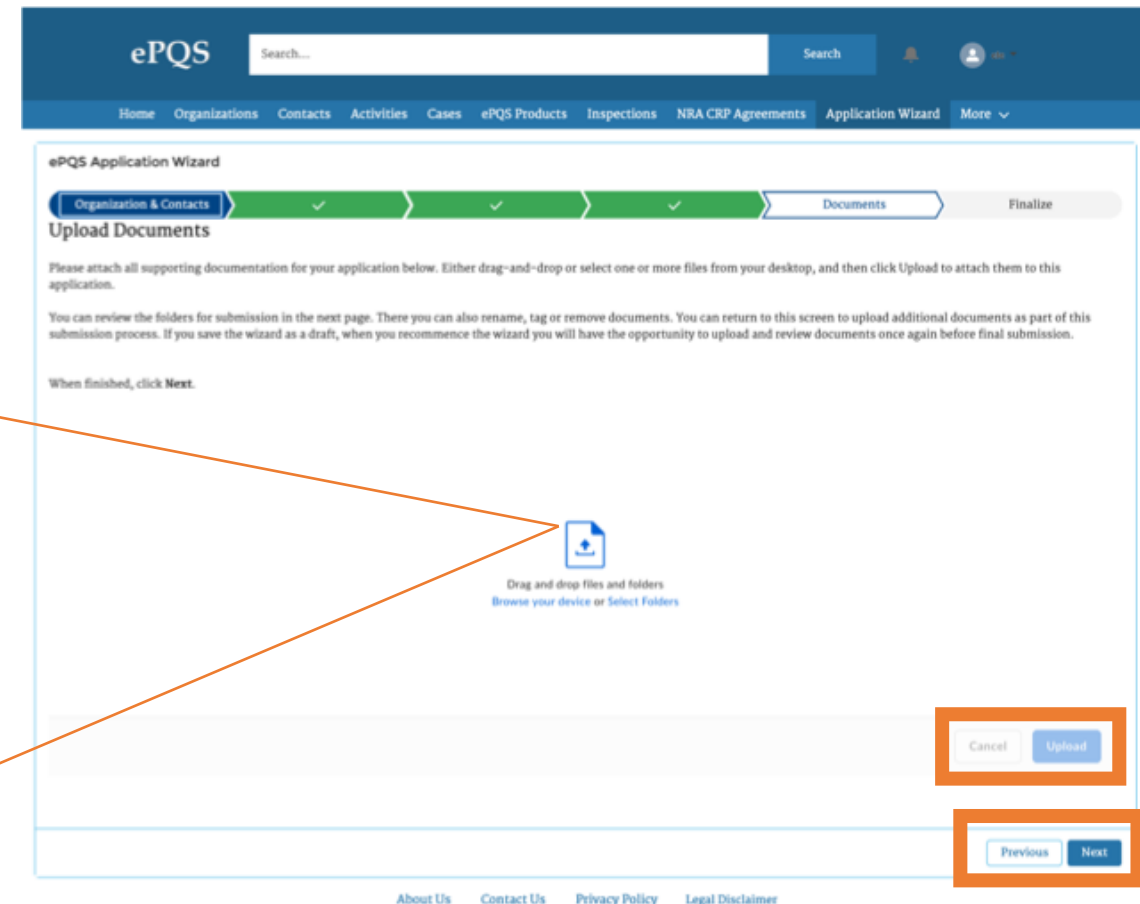 ePQS
Search...
Search
Home Organizations Contacts Activities Cases ePQS Products Inspections NRA CRP Agreements Application Wizard More
ePQS Application Wizard
Organization & Contacts Documents Finalize
Upload Documents
Please attach all supporting documentation for your application below. Either drag-and-drop or select one or more files from your desktop, and then click Upload to attach them to this
application.
You can review the folders for submission in the next page. There you can also rename, tag or remove documents. You can return to this screen to upload additional documents as part of this
submission process. If you save the wizard as a draft, when you recommence the wizard you will have the opportunity to upload and review documents once again before final submission.
When finished, click Next.
Drag and drop files and folders
Browse your device or Select Folders
Cancel Upload
Previous Next
About Us Contact Us Privacy Policy Legal Disclaimer